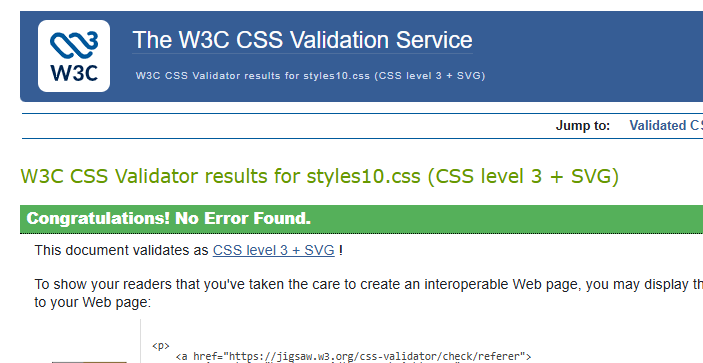 W3C
The W3C CSS Validation Service
W3C CSS Validator results for styles10.css (CSS level 3 + SVG)
Jump to: Validated
W3C CSS Validator results for styles10.css (CSS level 3 + SVG)
Congratulations! No Error Found.
This document validates as CSS level 3 + SVG !
To show your readers that you've taken the care to create an interoperable Web page, you may display
to your Web page:
<p>
<a href="https://jigsaw.w3.org/css-validator/check/referer">